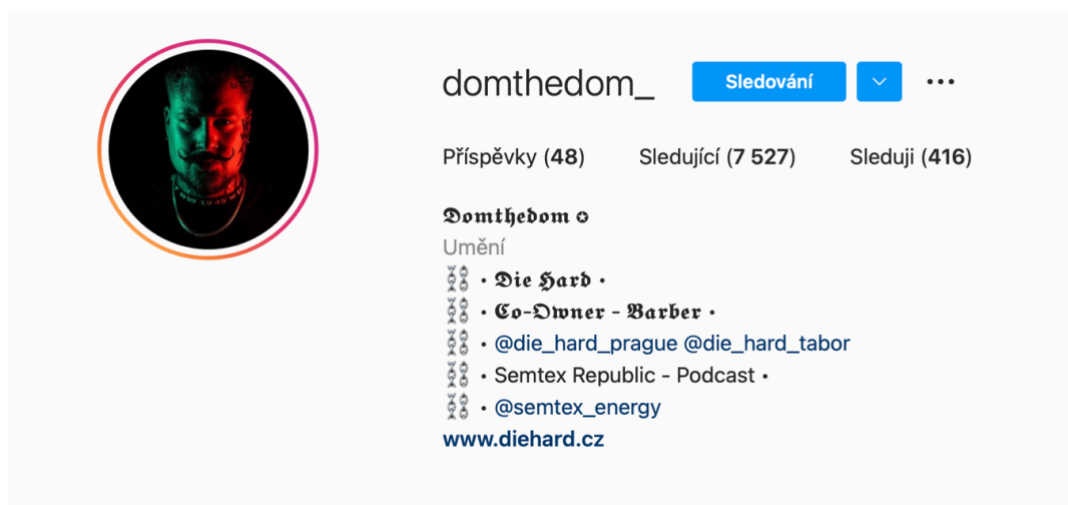 domthedom_ Sledování
Příspěvky (48) Sledující (7 527) Sleduji (416)
𝕯𝖔𝖒𝖙𝖍𝖊𝖉𝖔𝖒 ✪
Umění
• 𝕯𝖎𝖊 𝕳𝖆𝖗𝖉 •
• 𝕮𝖔-𝕺𝖜𝖓𝖊𝖗 - 𝕭𝖆𝖗𝖇𝖊𝖗 •
• @die_hard_prague @die_hard_tabor
• Semtex Republic - Podcast •
• @semtex_energy
www.diehard.cz